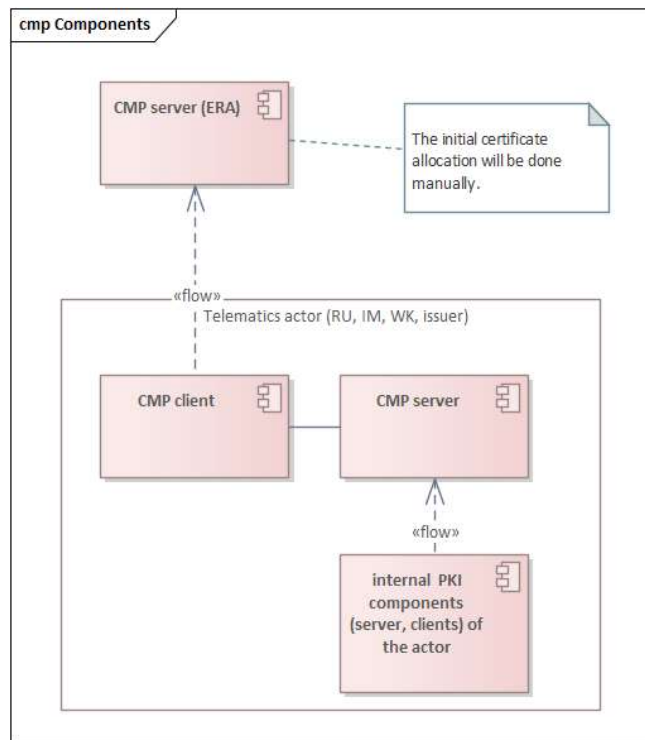 cmp Components
CMP server (ERA)
The initial certificate
allocation will be done
manually.
«flow»
Telematics actor (RU, IM, WK, issuer)
CMP client
CMP server
«flow»
internal PKI
components
(server, clients) of
the actor